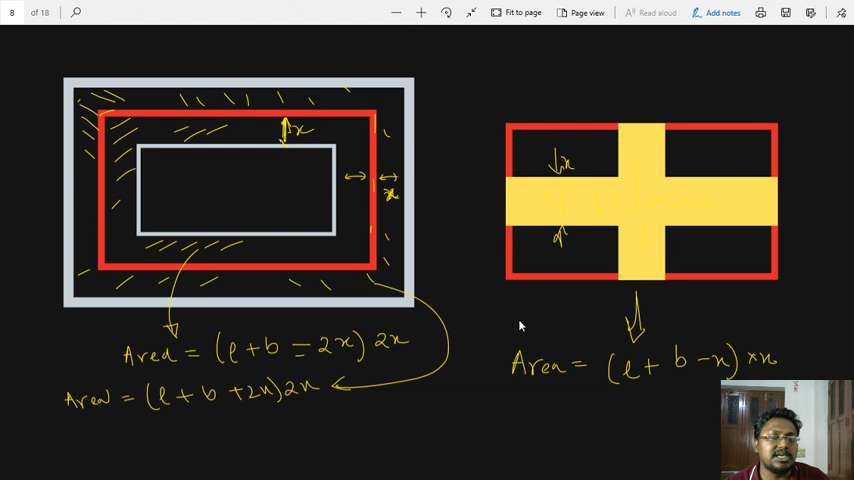 8 of 18 Fit to page Page view Read aloud Add notes
x
x
x
Area = (l + b = 2x) 2x
Area = (l + b + 2x) 2x
Area = (l + b - x) * x